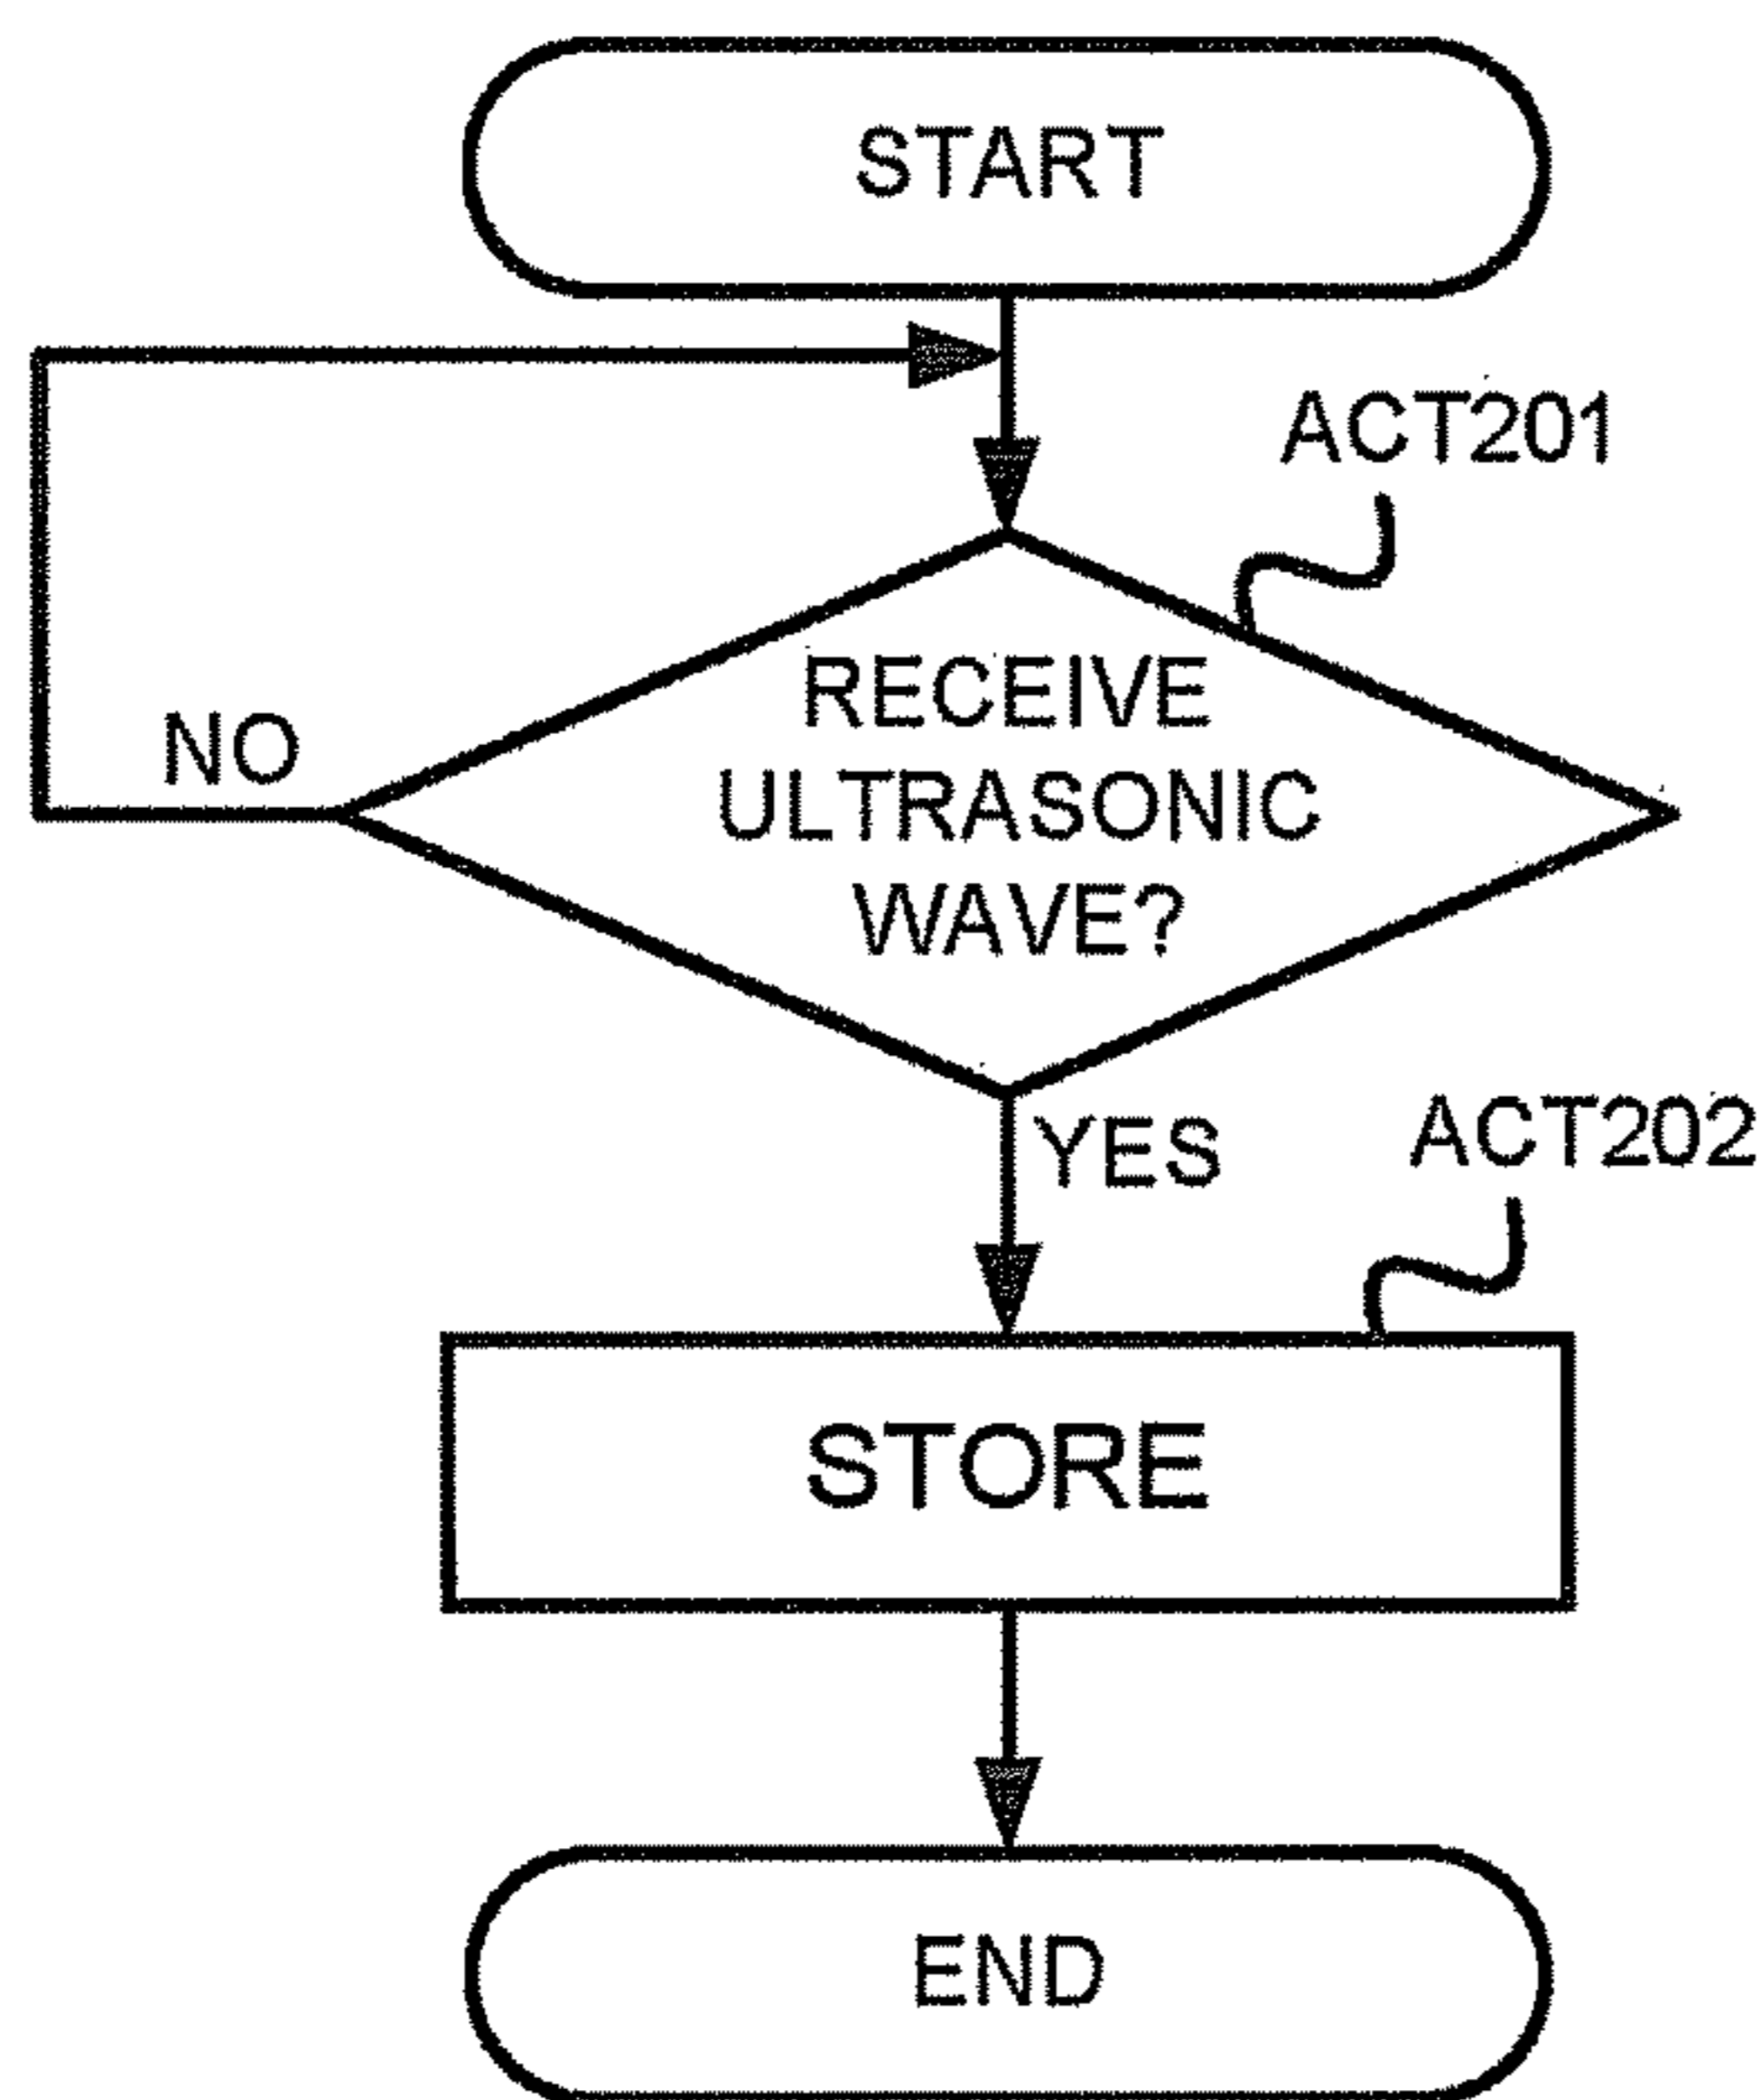 START
ACT201
RECEIVE
ULTRASONIC
WAVE?
NO
YES
ACT202
STORE
END